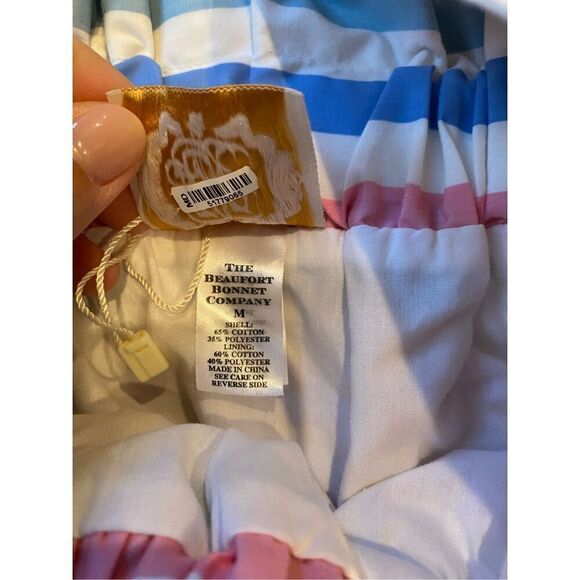 MD
51779065
THE
BEAUFORT
BONNET
COMPANY
M
SHELL:
65% COTTON
35% POLYESTER
LINING:
60% COTTON
40% POLYESTER
MADE IN CHINA
SEE CARE ON
REVERSE SIDE